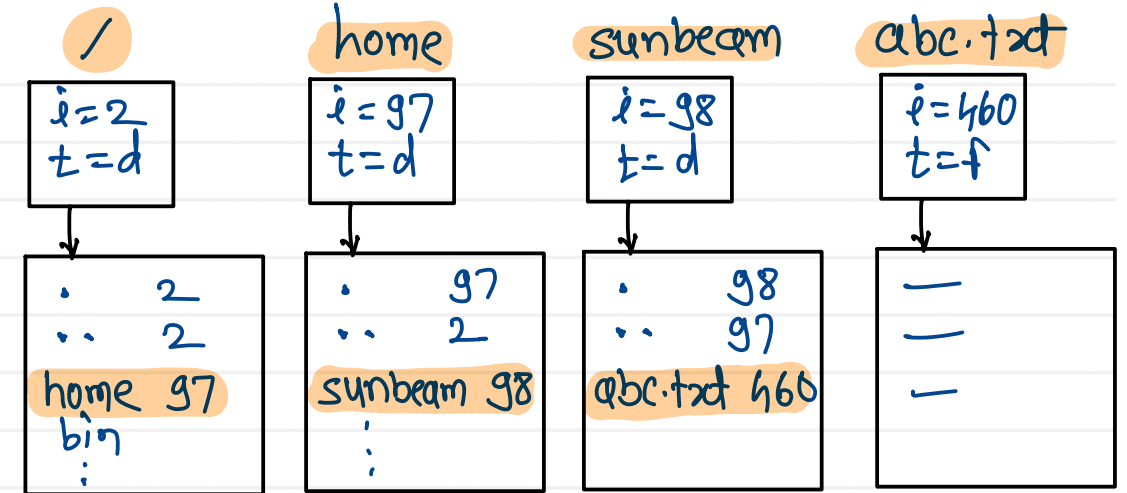 /
i=2
t=d
. 2
.. 2
home 97
bin
:
home
i=97
t=d
. 97
.. 2
sunbeam 98
:
sunbeam
i=98
t=d
. 98
.. 97
abc.txt 460
abc.txt
i=460
t=f